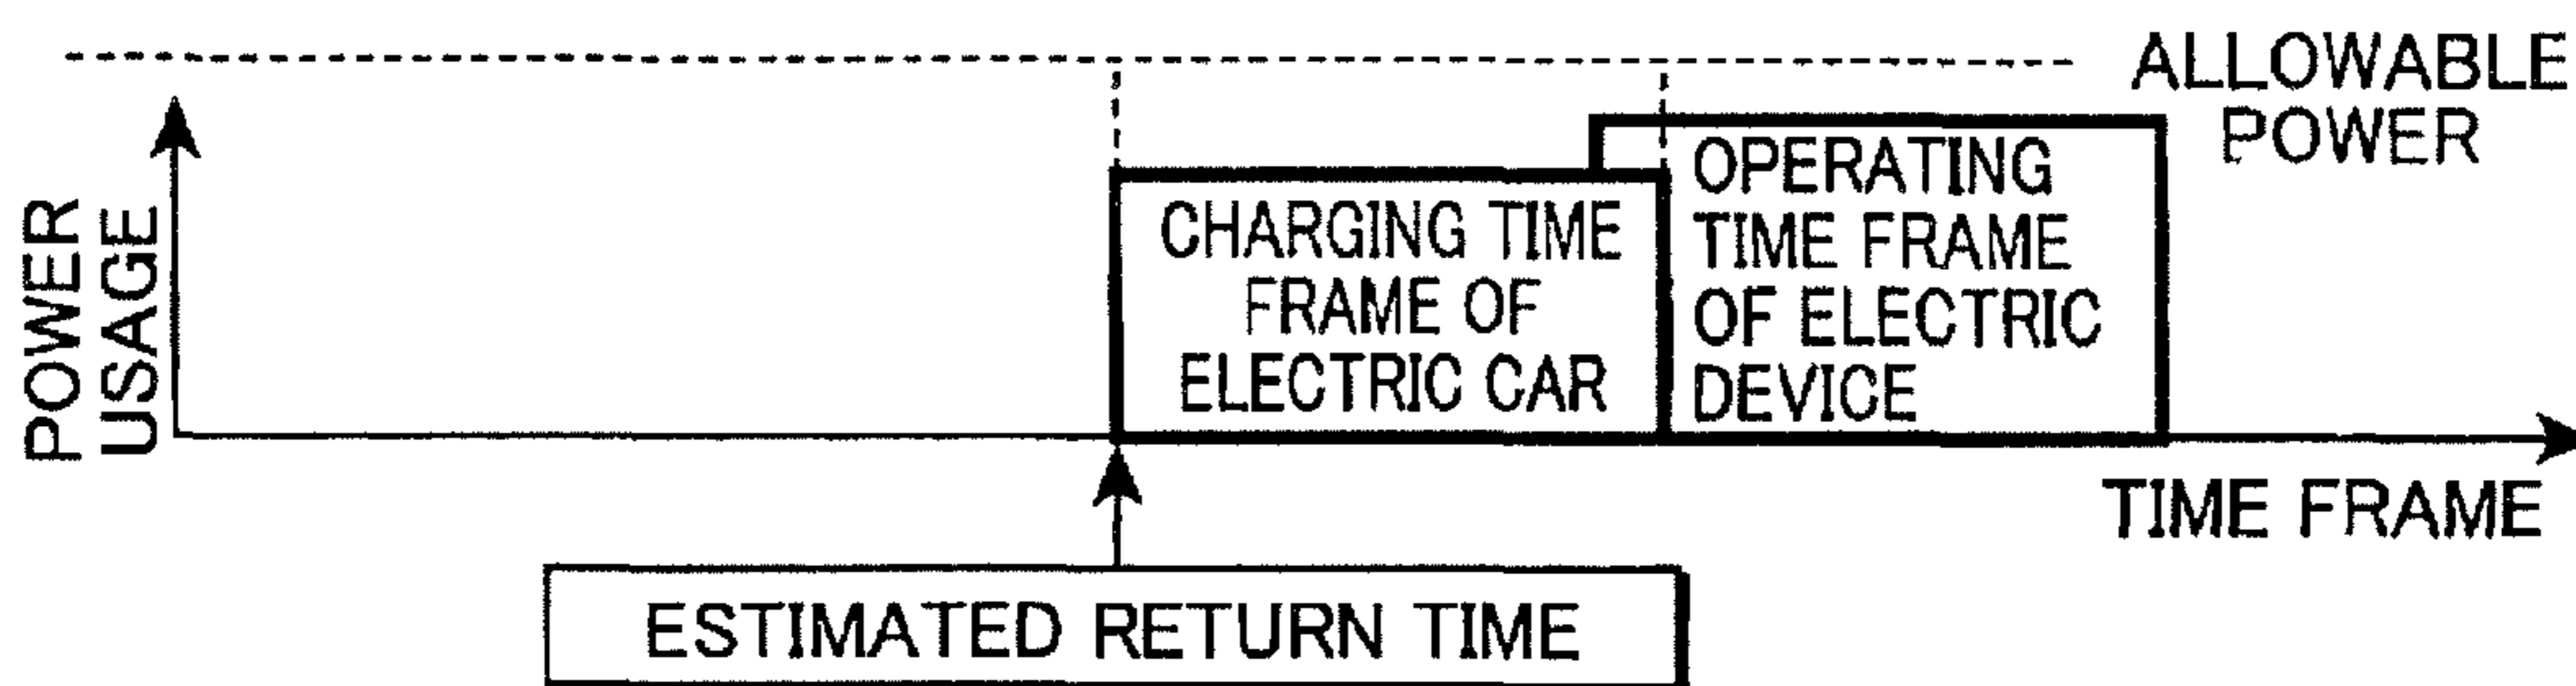 ALLOWABLE
POWER
POWER
USAGE
CHARGING TIME
FRAME OF
ELECTRIC CAR
OPERATING
TIME FRAME
OF ELECTRIC
DEVICE
TIME FRAME
ESTIMATED RETURN TIME